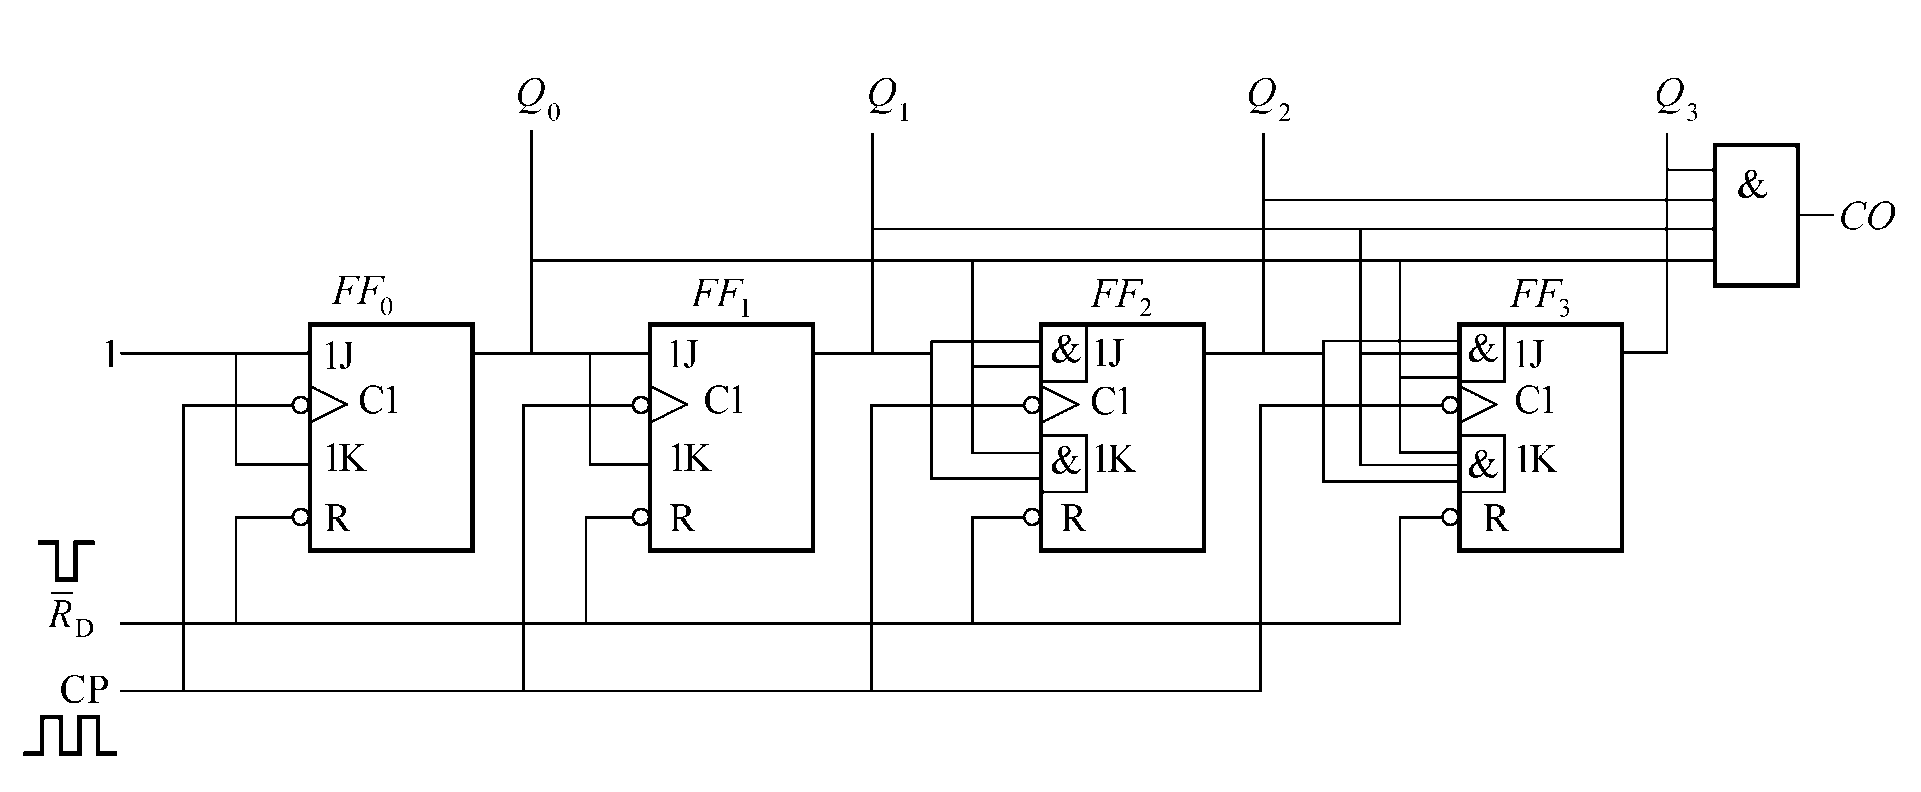 Q₀ Q₁ Q₂ Q₃
& CO
FF₀ FF₁ FF₂ FF₃
1 1J 1J & 1J & 1J
C1 C1 C1 C1
1K 1K & 1K & 1K
R R R R
R̅D
CP